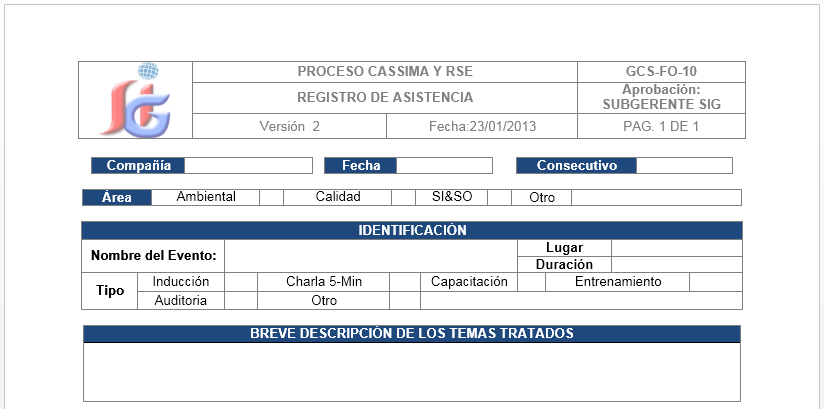 PROCESO CASSIMA Y RSE GCS-FO-10
REGISTRO DE ASISTENCIA Aprobación:
SUBGERENTE SIG
Versión 2 Fecha:23/01/2013 PAG. 1 DE 1
Compañía Fecha Consecutivo
Área Ambiental Calidad SI&SO Otro
IDENTIFICACIÓN
Nombre del Evento: Lugar
Duración
Tipo Inducción Charla 5-Min Capacitación Entrenamiento
Auditoria Otro
BREVE DESCRIPCIÓN DE LOS TEMAS TRATADOS